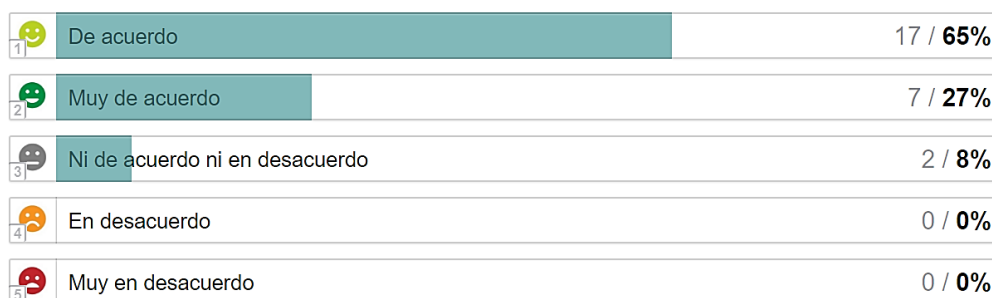 1 De acuerdo 17 / 65%
2 Muy de acuerdo 7 / 27%
3 Ni de acuerdo ni en desacuerdo 2 / 8%
4 En desacuerdo 0 / 0%
5 Muy en desacuerdo 0 / 0%